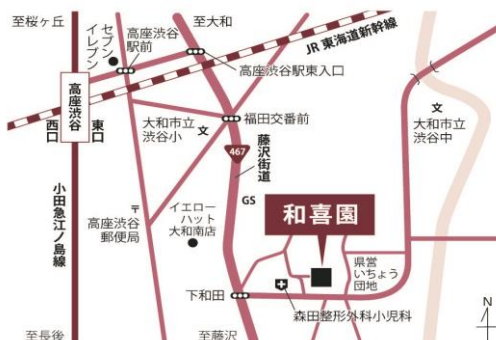 至桜ヶ丘
セブン
イレブン
高座渋谷
駅前
至大和
JR 東海道新幹線
高座渋谷駅東入口
高座渋谷
西口
東口
大和市立
渋谷小
文
福田交番前
文
大和市立
渋谷中
467
藤沢街道
小田急江ノ島線
〒
高座渋谷
郵便局
イエロー
ハット
大和南店
GS
和喜園
県営
いちょう
団地
下和田
森田整形外科小児科
至長後
至藤沢
N